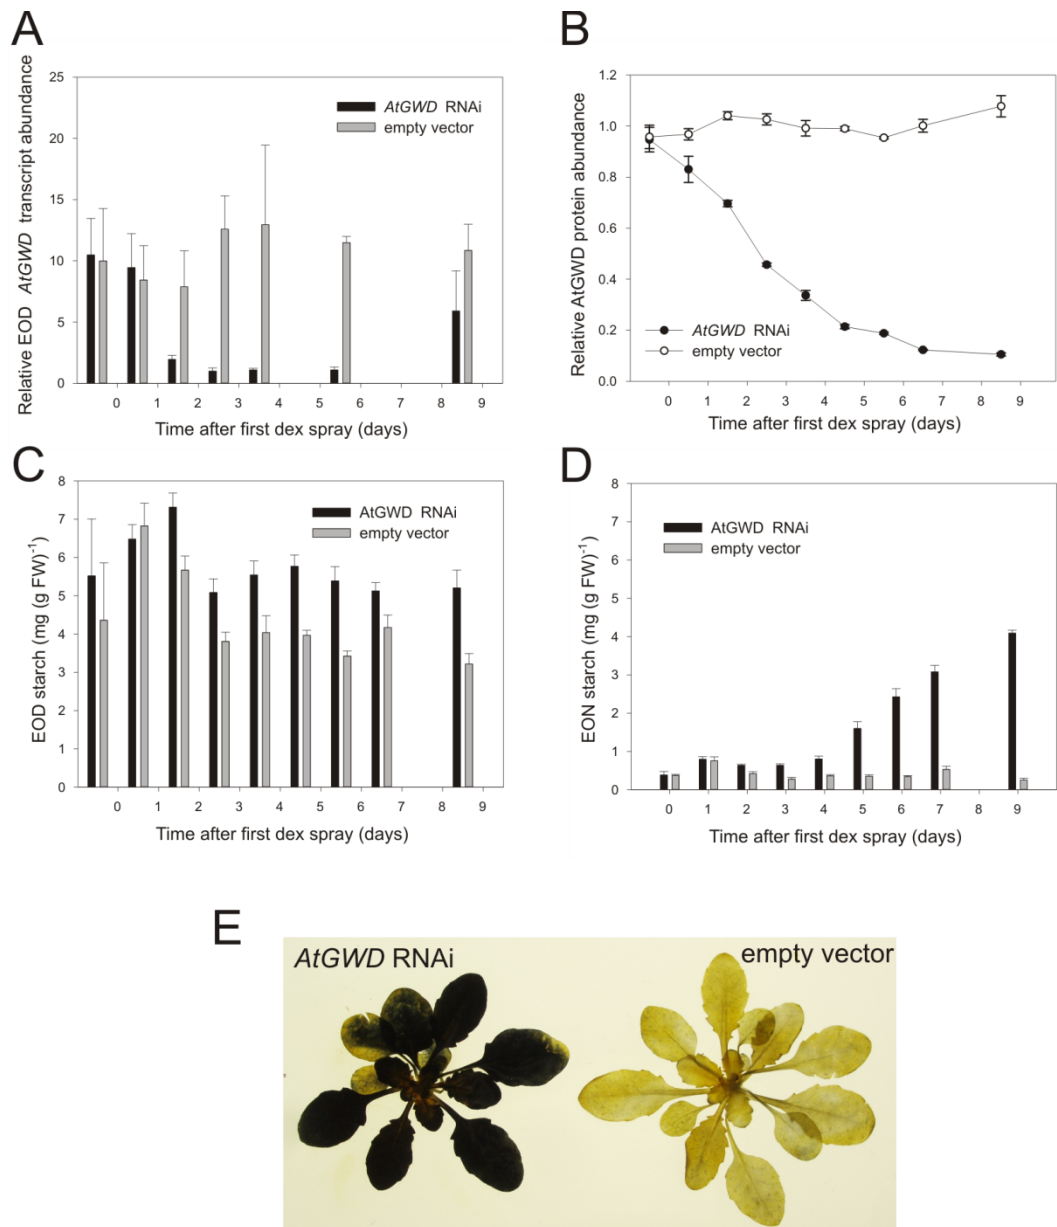 A
Relative EOD AtGWD transcript abundance
25
20
15
10
5
0
AtGWD RNAi
empty vector
0 1 2 3 4 5 6 7 8 9
Time after first dex spray (days)
B
Relative AtGWD protein abundance
1.2
1.0
0.8
0.6
0.4
0.2
0.0
AtGWD RNAi
empty vector
0 1 2 3 4 5 6 7 8 9
Time after first dex spray (days)
C
EOD starch (mg (g FW)-1)
8
7
6
5
4
3
2
1
0
AtGWD RNAi
empty vector
0 1 2 3 4 5 6 7 8 9
Time after first dex spray (days)
D
EON starch (mg (g FW)-1)
8
7
6
5
4
3
2
1
0
AtGWD RNAi
empty vector
0 1 2 3 4 5 6 7 8 9
Time after first dex spray (days)
E
AtGWD RNAi
empty vector